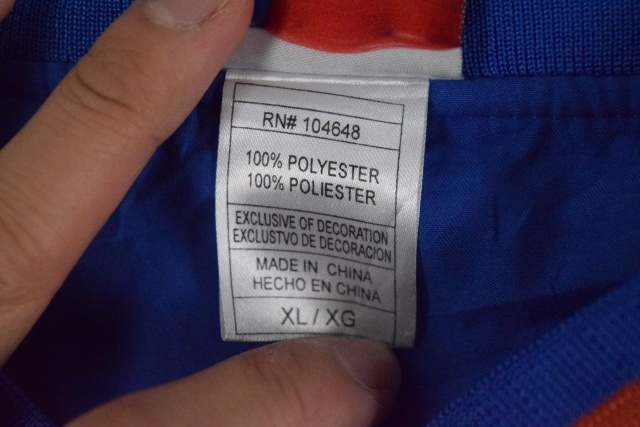 RN# 104648
100% POLYESTER
100% POLIESTER
EXCLUSIVE OF DECORATION
EXCLUSTVO DE DECORACION
MADE IN CHINA
HECHO EN CHINA
XL / XG